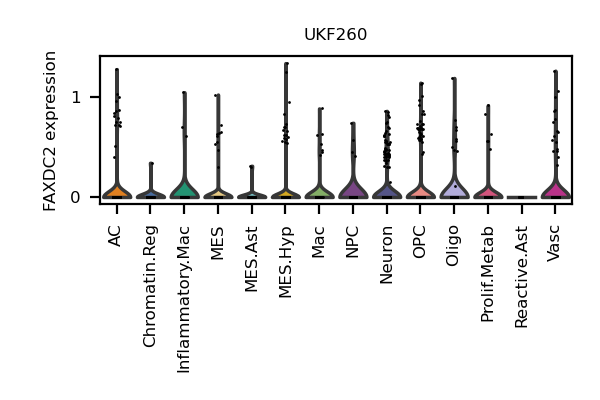 UKF260
FAXDC2 expression
1
0
AC
Chromatin.Reg
Inflammatory.Mac
MES
MES.Ast
MES.Hyp
Mac
NPC
Neuron
OPC
Oligo
Prolif.Metab
Reactive.Ast
Vasc